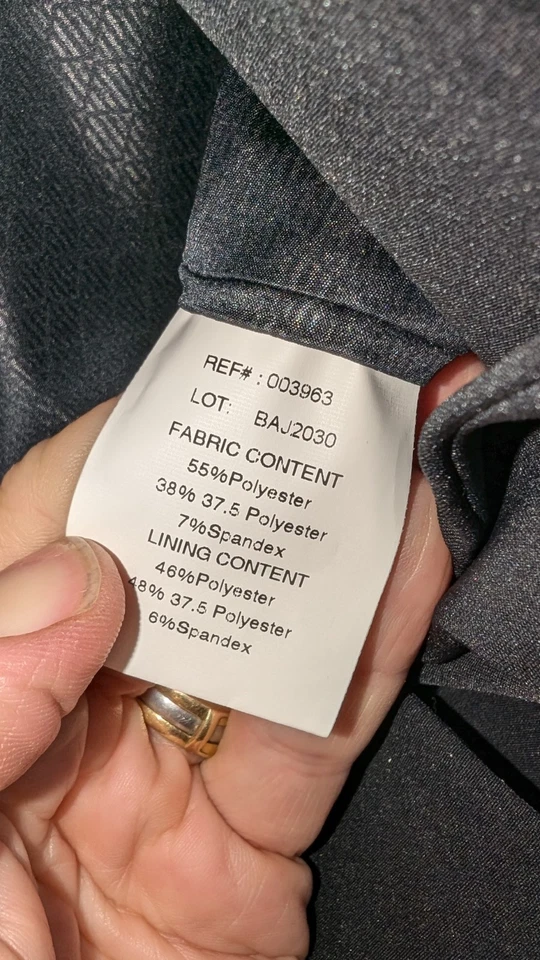 REF# : 003963
LOT: BAJ2030
FABRIC CONTENT
55%Polyester
38% 37.5 Polyester
7%Spandex
LINING CONTENT
46%Polyester
48% 37.5 Polyester
6%Spandex